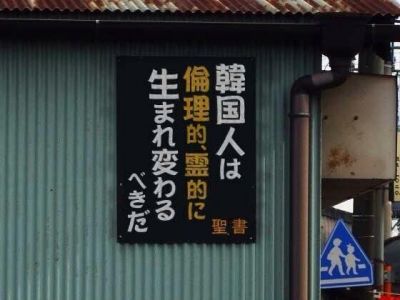 韓国人は
倫理的、霊的に
生まれ変わる
べきだ
聖書